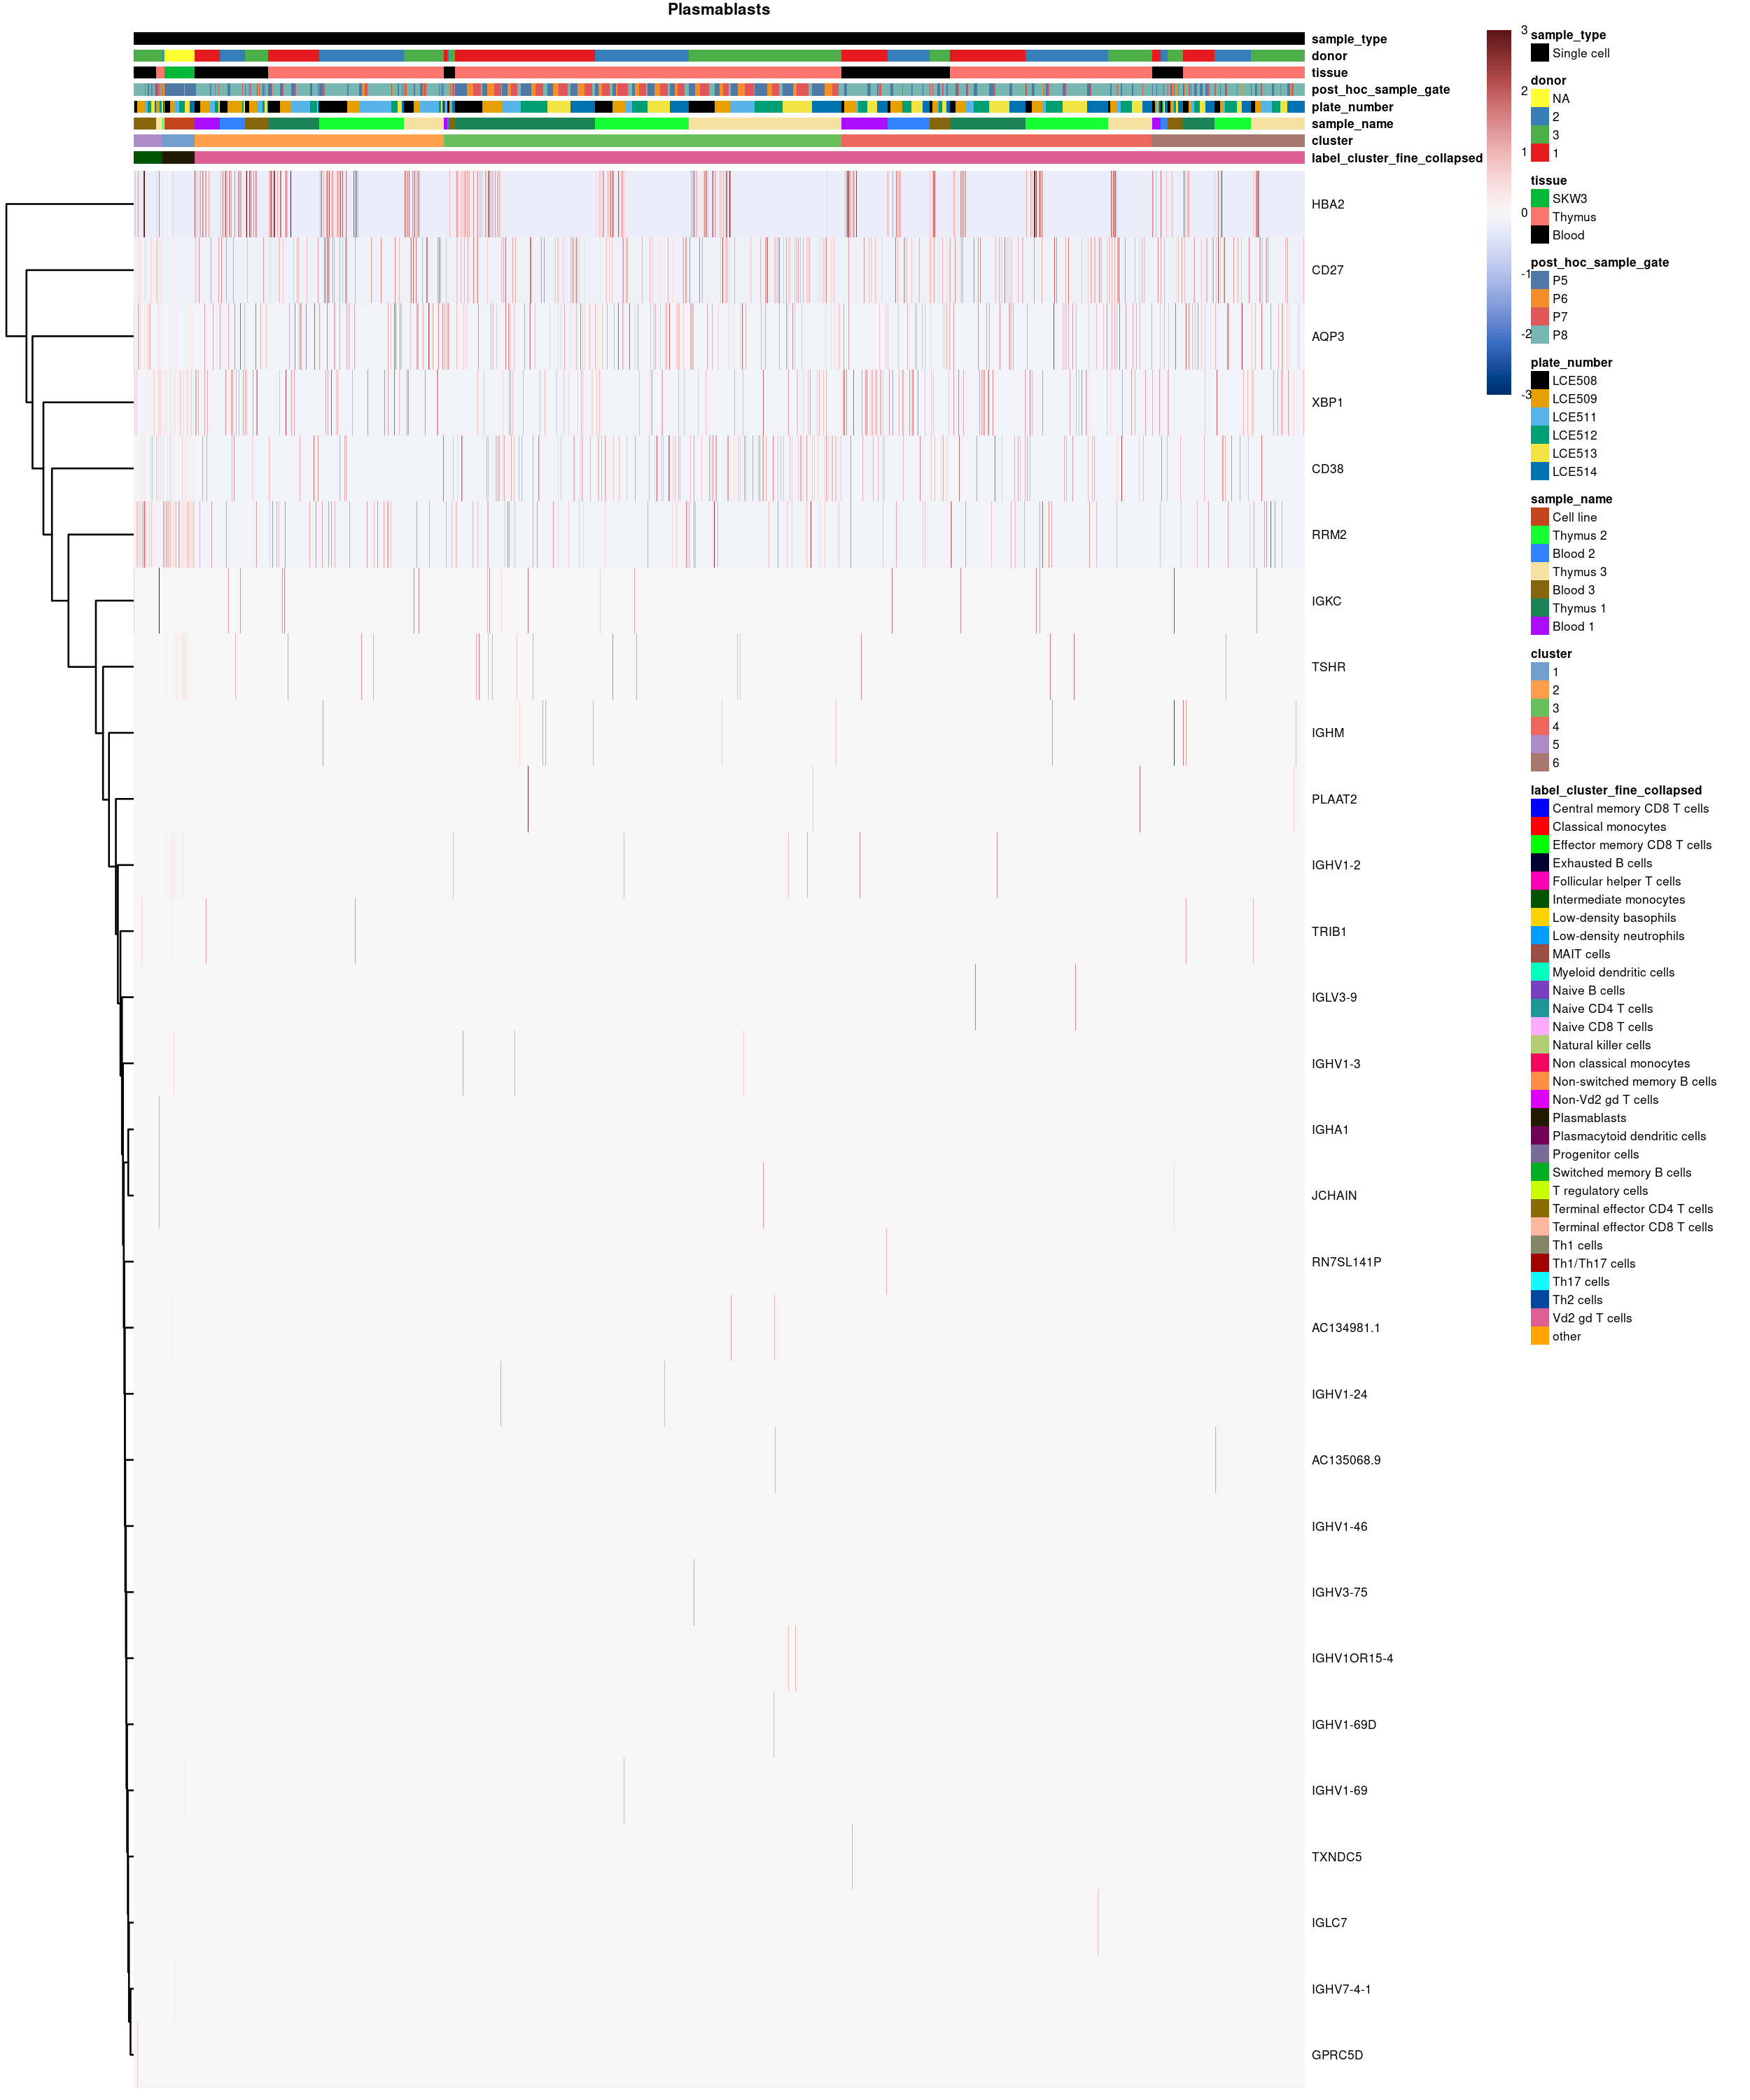 Plasmablasts
sample_type
donor
tissue
post_hoc_sample_gate
plate_number
sample_name
cluster
label_cluster_fine_collapsed
HBA2
CD27
AQP3
XBP1
CD38
RRM2
IGKC
TSHR
IGHM
PLAAT2
IGHV1-2
TRIB1
IGLV3-9
IGHV1-3
IGHA1
JCHAIN
RN7SL141P
AC134981.1
IGHV1-24
AC135068.9
IGHV1-46
IGHV3-75
IGHV1OR15-4
IGHV1-69D
IGHV1-69
TXNDC5
IGLC7
IGHV7-4-1
GPRC5D
3
2
1
0
-1
-2
-3
sample_type
Single cell
donor
NA
2
3
1
tissue
SKW3
Thymus
Blood
post_hoc_sample_gate
P5
P6
P7
P8
plate_number
LCE508
LCE509
LCE511
LCE512
LCE513
LCE514
sample_name
Cell line
Thymus 2
Blood 2
Thymus 3
Blood 3
Thymus 1
Blood 1
cluster
1
2
3
4
5
6
label_cluster_fine_collapsed
Central memory CD8 T cells
Classical monocytes
Effector memory CD8 T cells
Exhausted B cells
Follicular helper T cells
Intermediate monocytes
Low-density basophils
Low-density neutrophils
MAIT cells
Myeloid dendritic cells
Naive B cells
Naive CD4 T cells
Naive CD8 T cells
Natural killer cells
Non classical monocytes
Non-switched memory B cells
Non-Vd2 gd T cells
Plasmablasts
Plasmacytoid dendritic cells
Progenitor cells
Switched memory B cells
T regulatory cells
Terminal effector CD4 T cells
Terminal effector CD8 T cells
Th1 cells
Th1/Th17 cells
Th17 cells
Th2 cells
Vd2 gd T cells
other